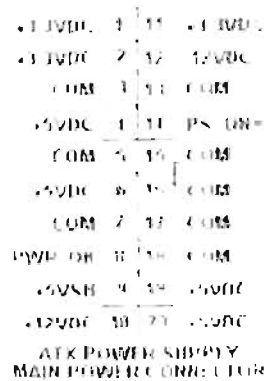 +3.3VDC 1 11 +3.3VDC
+3.3VDC 2 12 -12VDC
COM 3 13 COM
+5VDC 4 14 PS_ON#
COM 5 15 COM
+5VDC 6 16 COM
COM 7 17 COM
PWR_OK 8 18 COM
+5VSB 9 19 +5VDC
+12VDC 10 20 +5VDC
ATX POWER SUPPLY
MAIN POWER CONNECTOR